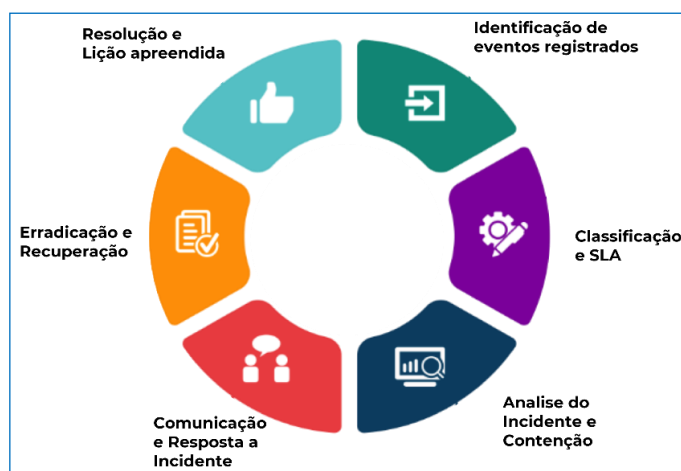 Resolução e
Lição apreendida
Identificação de
eventos registrados
Erradicação e
Recuperação
Classificação
e SLA
Comunicação
e Resposta a
Incidente
Analise do
Incidente e
Contenção